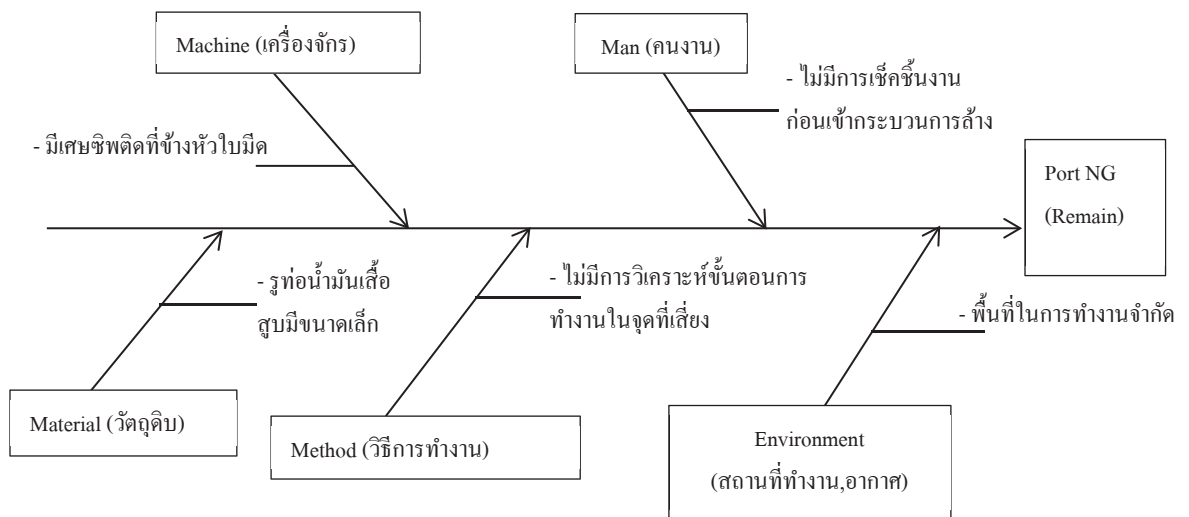 Machine (เครื่องจักร)
Man (คนงาน)
- ไม่มีการเช็คชิ้นงาน
ก่อนเข้ากระบวนการล้าง
- มีเศษซิพติดที่ข้างหัวใบมีด
Port NG
(Remain)
- รูท่อน้ำมันเสื้อ
สูบมีขนาดเล็ก
- ไม่มีการวิเคราะห์ขั้นตอนการ
ทำงานในจุดที่เสี่ยง
- พื้นที่ในการทำงานจำกัด
Material (วัตถุดิบ)
Method (วิธีการทำงาน)
Environment
(สถานที่ทำงาน,อากาศ)